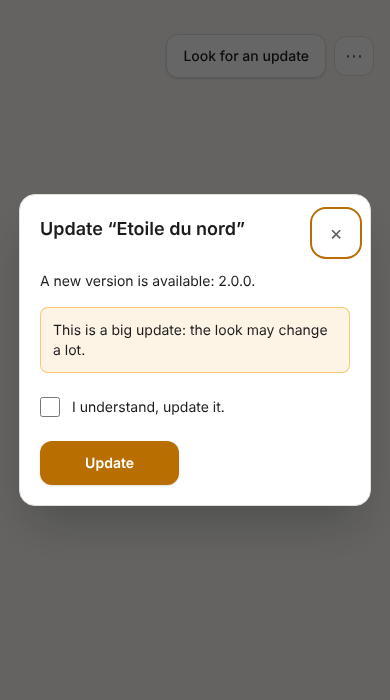 Look for an update
...
Update “Etoile du nord”
×
A new version is available: 2.0.0.
This is a big update: the look may change
a lot.
I understand, update it.
Update